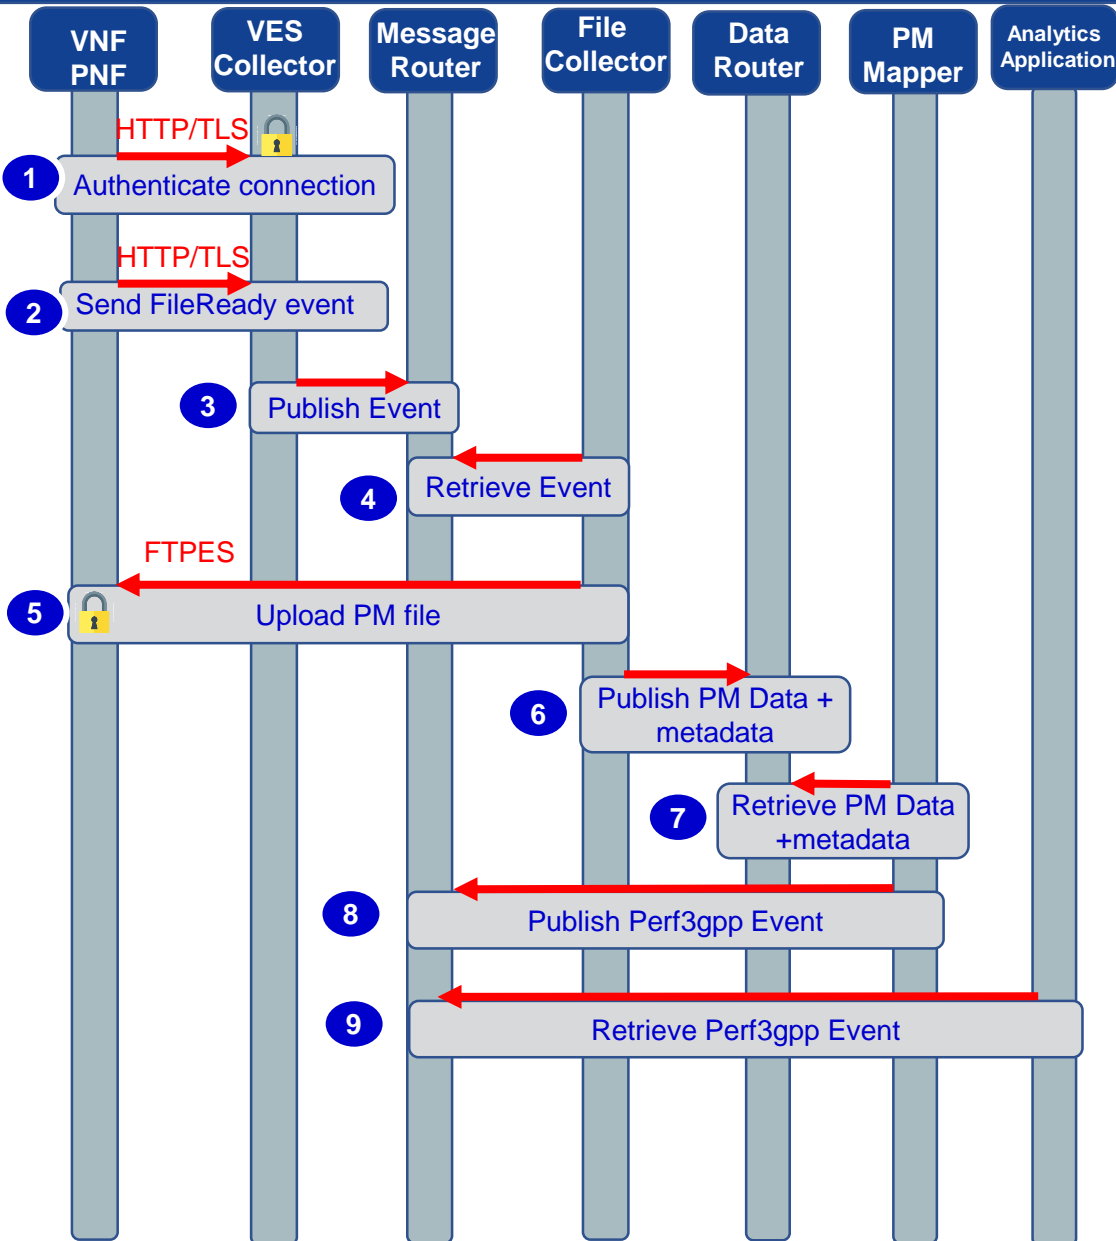 VNF
PNF
VES
Collector
Message
Router
File
Collector
Data
Router
PM
Mapper
Analytics
Application
HTTP/TLS
1
Authenticate connection
HTTP/TLS
2
Send FileReady event
3
Publish Event
4
Retrieve Event
FTPES
5
Upload PM file
6
Publish PM Data +
metadata
7
Retrieve PM Data
+metadata
8
Publish Perf3gpp Event
9
Retrieve Perf3gpp Event